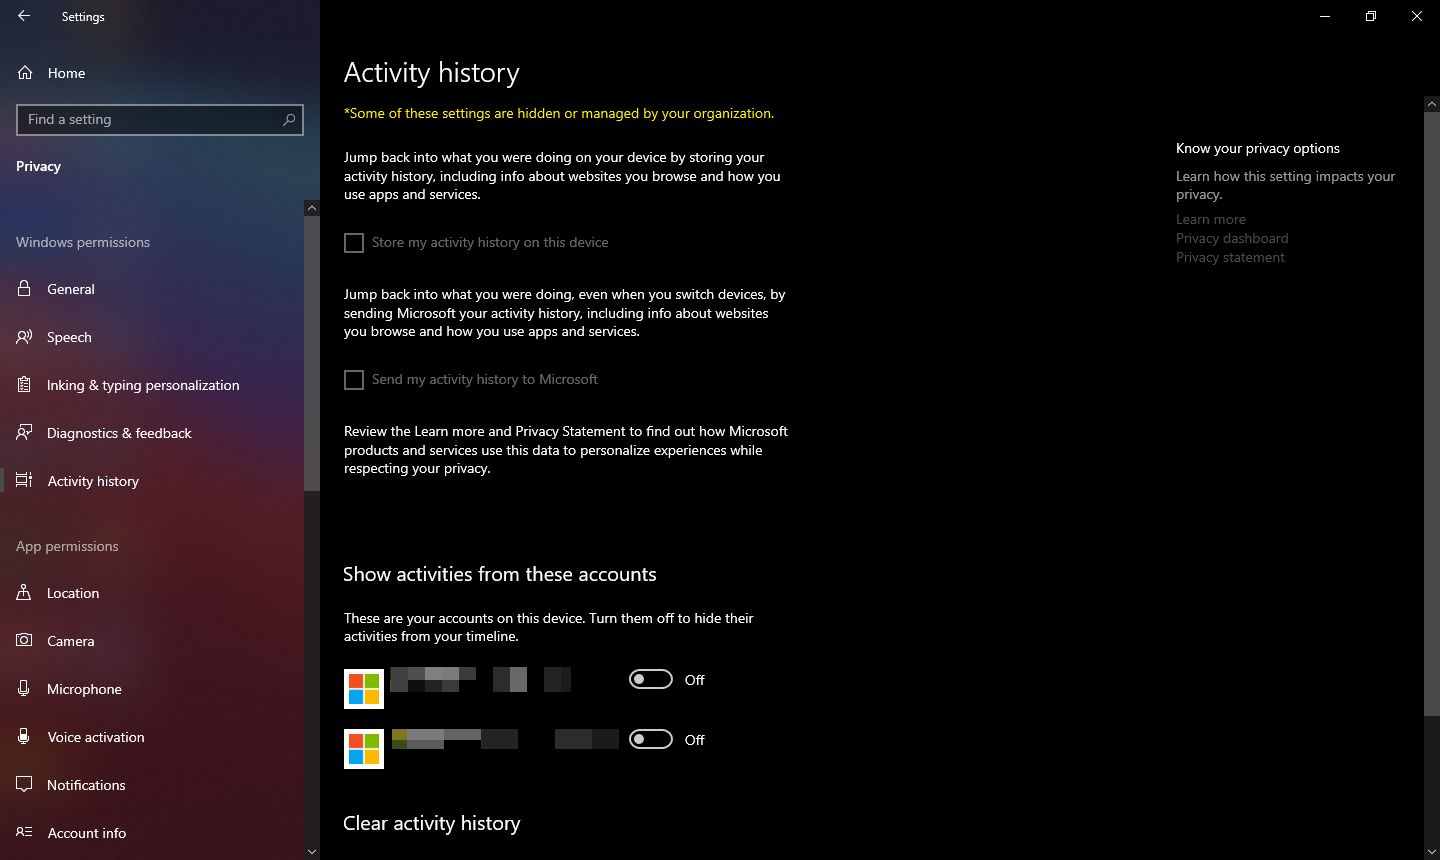 Settings
Home
Find a setting
Privacy
Windows permissions
General
Speech
Inking & typing personalization
Diagnostics & feedback
Activity history
App permissions
Location
Camera
Microphone
Voice activation
Notifications
Account info
Activity history
*Some of these settings are hidden or managed by your organization.
Jump back into what you were doing on your device by storing your
activity history, including info about websites you browse and how you
use apps and services.
Store my activity history on this device
Jump back into what you were doing, even when you switch devices, by
sending Microsoft your activity history, including info about websites
you browse and how you use apps and services.
Send my activity history to Microsoft
Review the Learn more and Privacy Statement to find out how Microsoft
products and services use this data to personalize experiences while
respecting your privacy.
Show activities from these accounts
These are your accounts on this device. Turn them off to hide their
activities from your timeline.
Off
Off
Clear activity history
Know your privacy options
Learn how this setting impacts your
privacy.
Learn more
Privacy dashboard
Privacy statement